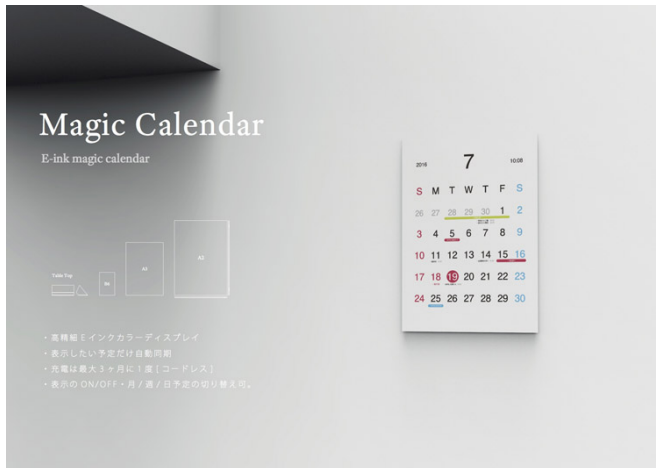 Magic Calendar
E-ink magic calendar
Table Top
A3
・高精細Eインクカラーディスプレイ
・表示したい予定だけ自動同期
・充電は最大3ヶ月に1度[コードレス]
・表示のON/OFF・月/週/日予定の切り替え可。
2016 7 10:08
S M T W T F S
26 27 28 29 30 1 2
3 4 5 6 7 8 9
10 11 12 13 14 15 16
17 18 19 20 21 22 23
24 25 26 27 28 29 30